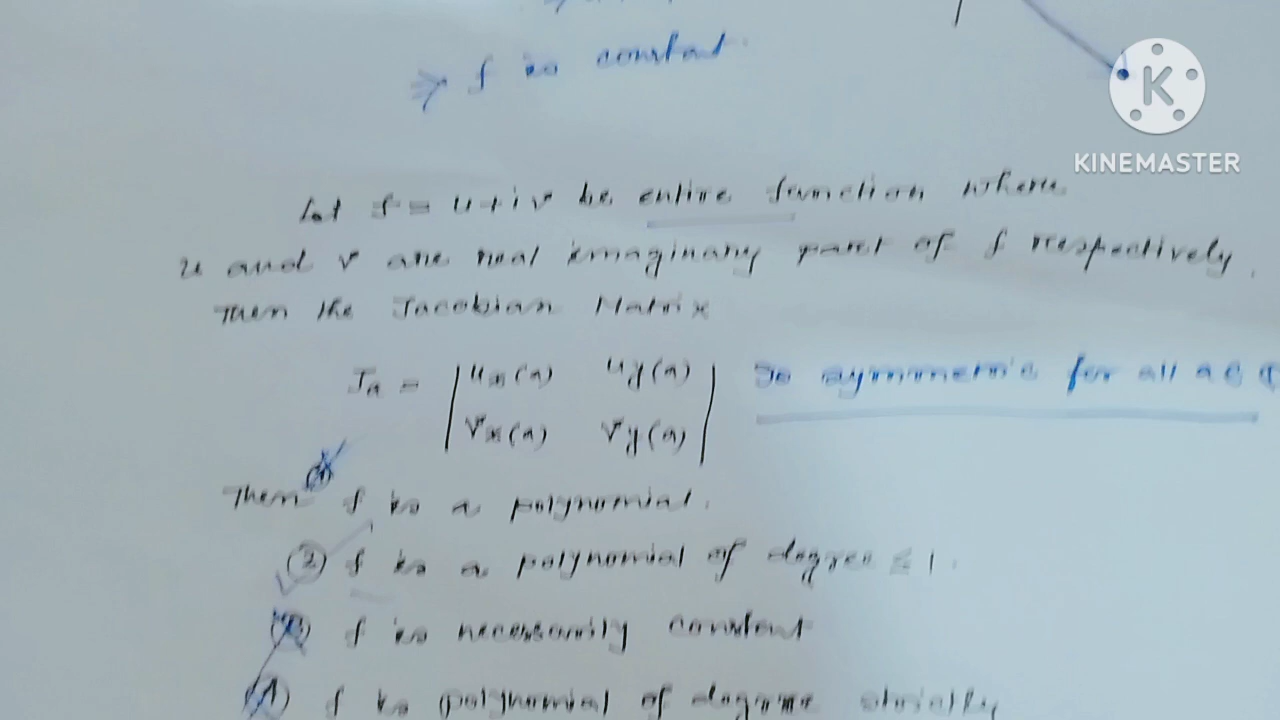 ⇒ f is constant.
KINEMASTER
Let f = u+iv be entire function where
u and v are real imaginary part of f respectively.
Then the Jacobian Matrix
Ja = | ux(a) uy(a) | Is symmetric for all a ∈ ℂ
| vx(a) vy(a) |
Then (1) f is a polynomial.
(2) f is a polynomial of degree ≤ 1.
f is necessarily constant
f is polynomial of degree strictly